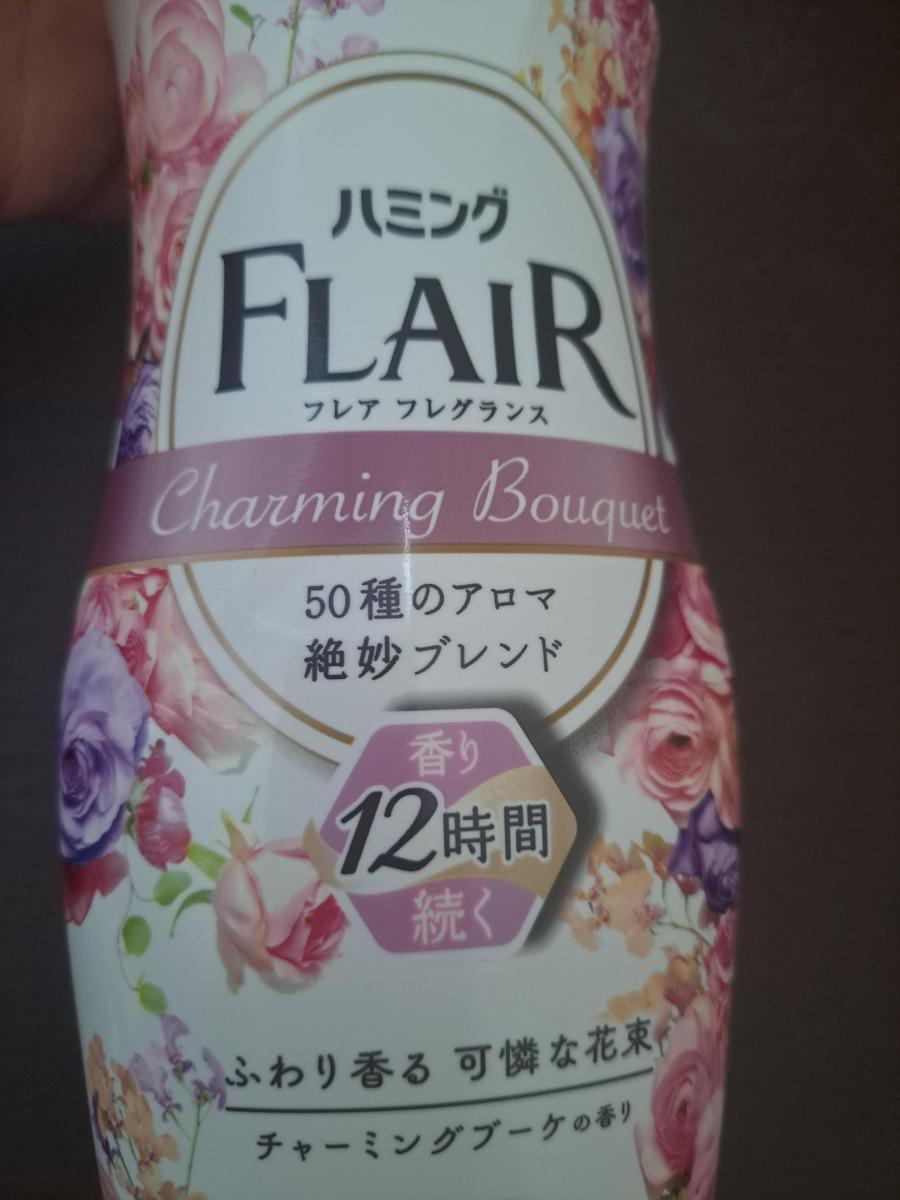 ハミング
FLAIR
フレア フレグランス
Charming Bouquet
50種のアロマ
絶妙ブレンド
香り
12時間
続く
ふわり香る 可憐な花束
チャーミングブーケの香り